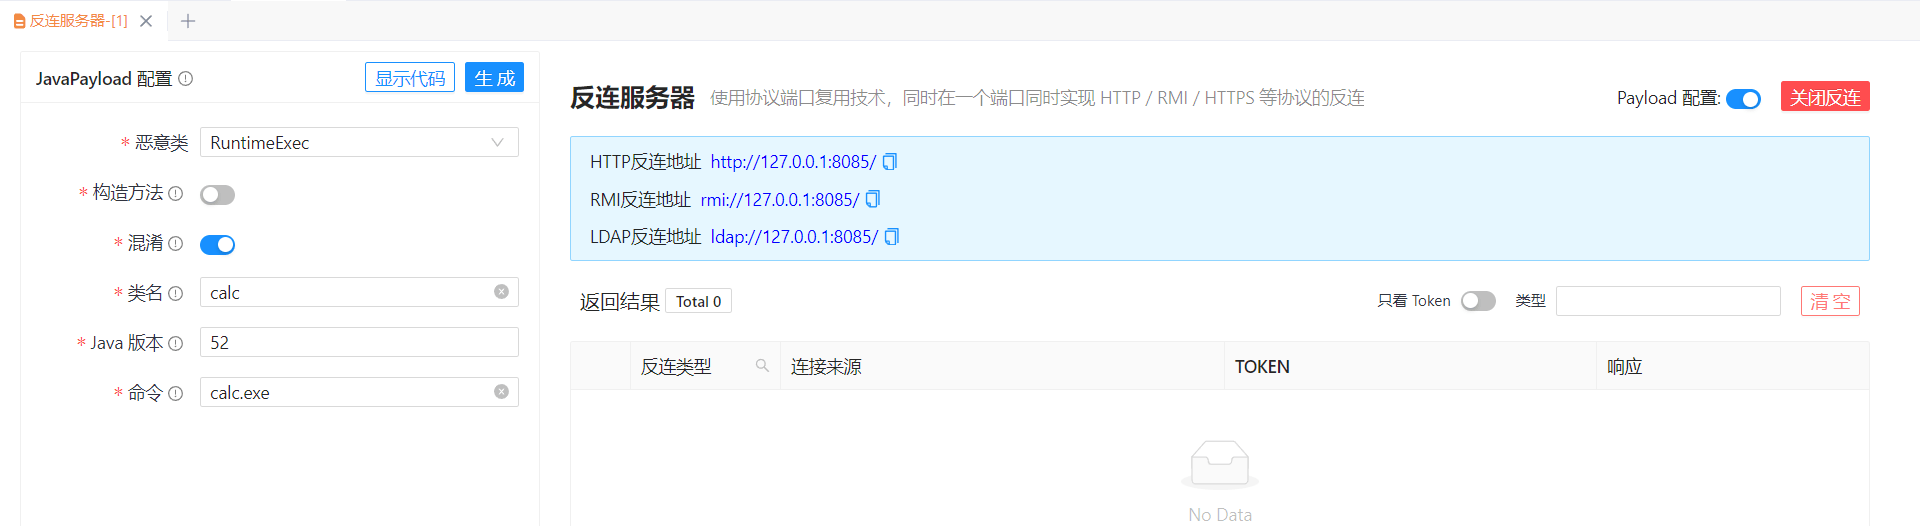 反连服务器-[1]
JavaPayload 配置
显示代码
生 成
* 恶意类 RuntimeExec
* 构造方法
* 混淆
* 类名 calc
* Java 版本 52
* 命令 calc.exe
反连服务器 使用协议端口复用技术，同时在一个端口同时实现 HTTP / RMI / HTTPS 等协议的反连
Payload 配置:
关闭反连
HTTP反连地址 http://127.0.0.1:8085/
RMI反连地址 rmi://127.0.0.1:8085/
LDAP反连地址 ldap://127.0.0.1:8085/
返回结果 Total 0
只看 Token
类型
清 空
反连类型 连接来源 TOKEN 响应
No Data